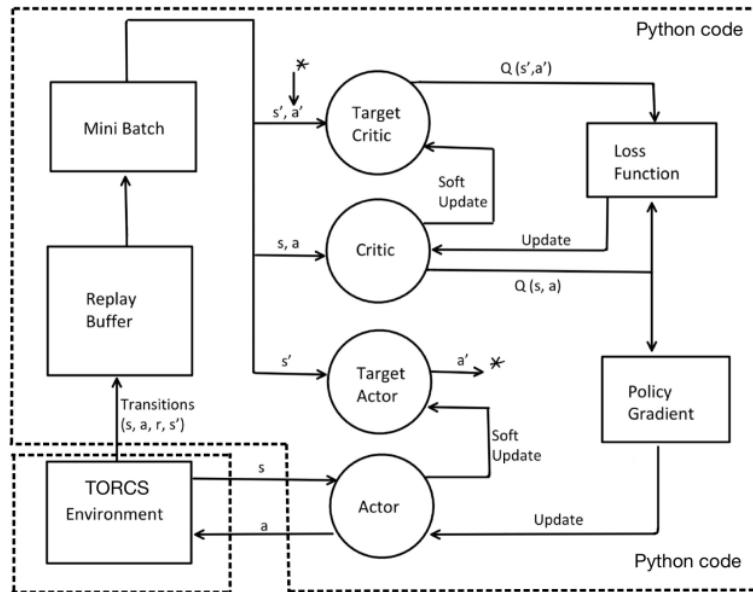 Python code
Q (s’,a’)
s’, a’
Mini Batch
Target
Critic
Loss
Function
Soft
Update
s, a
Critic
Update
Q (s, a)
Replay
Buffer
s’
Target
Actor
a’
Policy
Gradient
Transitions
(s, a, r, s’)
Soft
Update
TORCS
Environment
s
Actor
a
Update
Python code